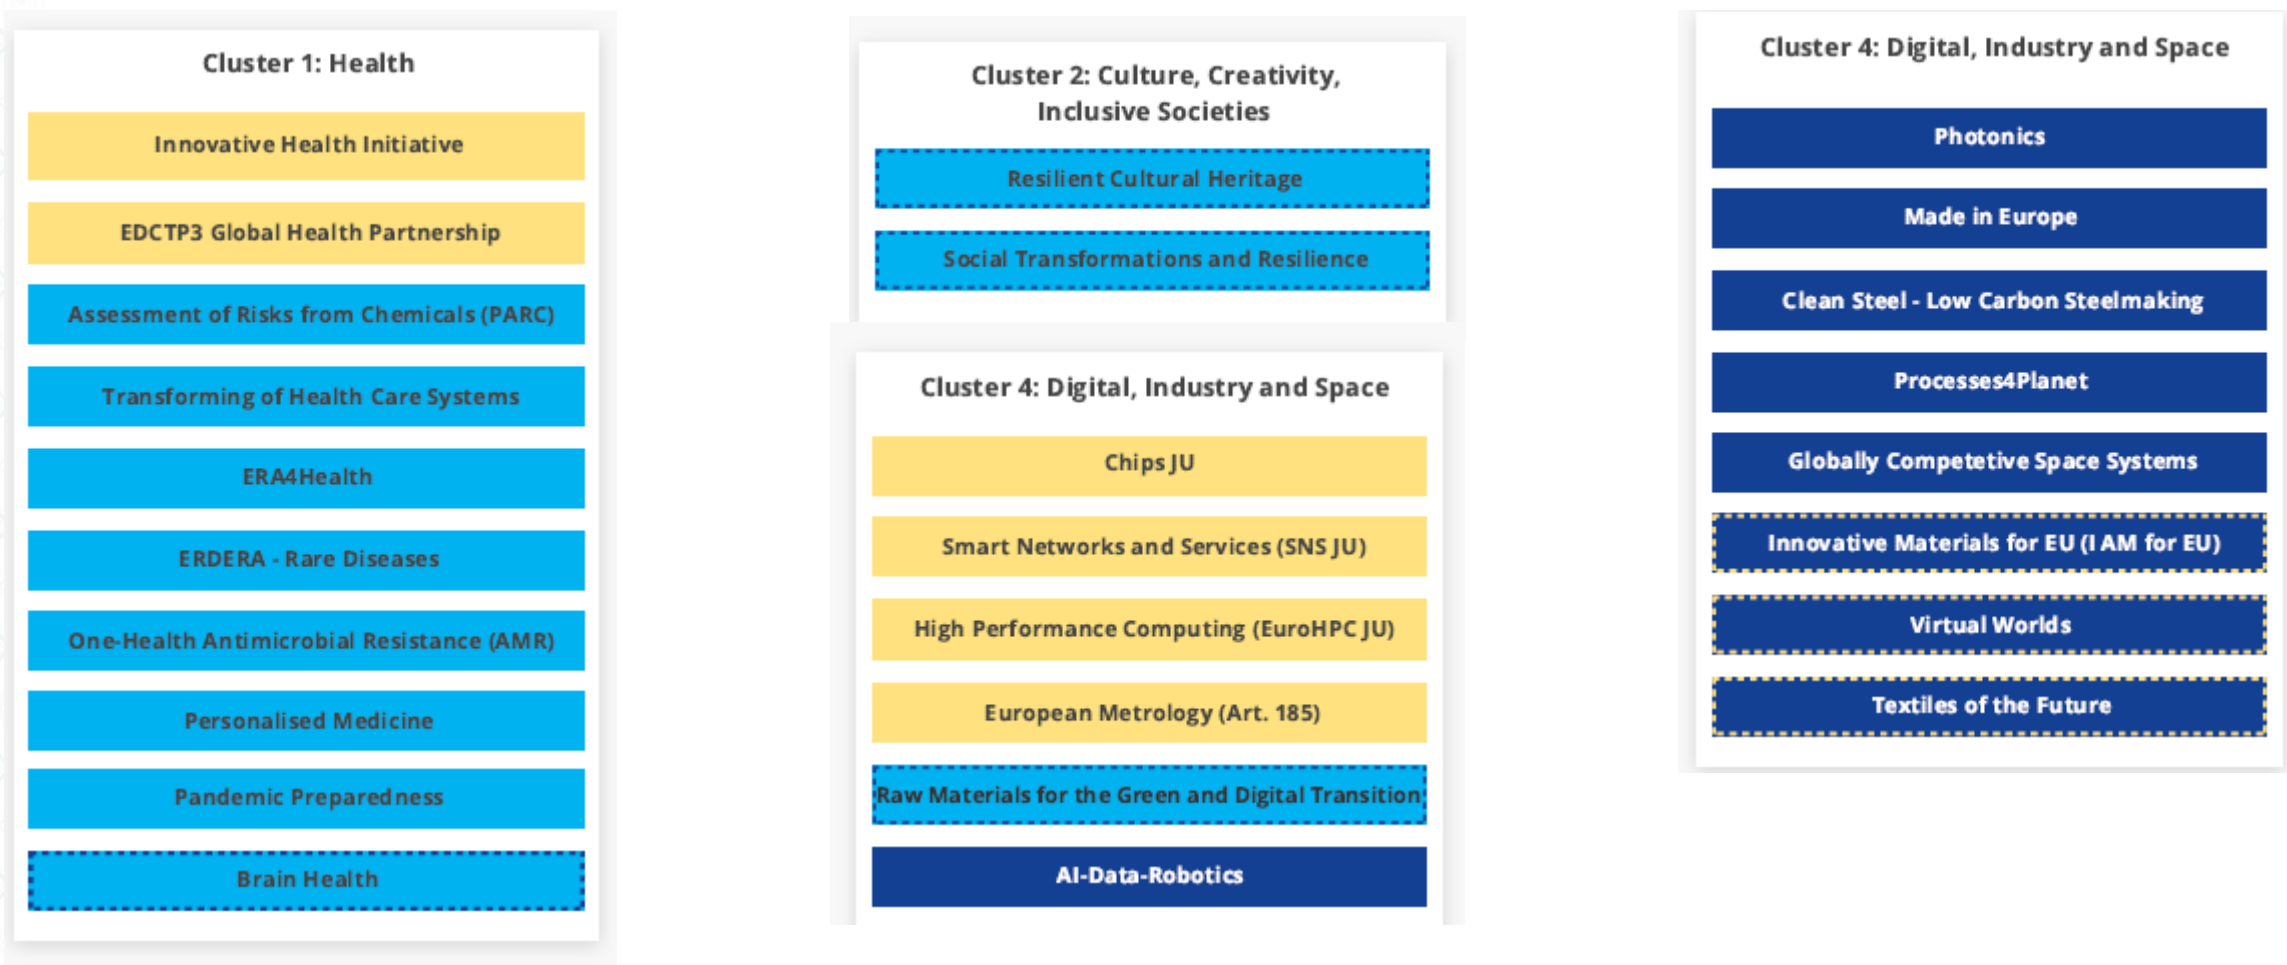 Cluster 1: Health
Innovative Health Initiative
EDCTP3 Global Health Partnership
Assessment of Risks from Chemicals (PARC)
Transforming of Health Care Systems
ERA4Health
ERDERA - Rare Diseases
One-Health Antimicrobial Resistance (AMR)
Personalised Medicine
Pandemic Preparedness
Brain Health
Cluster 2: Culture, Creativity,
Inclusive Societies
Resilient Cultural Heritage
Social Transformations and Resilience
Cluster 4: Digital, Industry and Space
Chips JU
Smart Networks and Services (SNS JU)
High Performance Computing (EuroHPC JU)
European Metrology (Art. 185)
Raw Materials for the Green and Digital Transition
AI-Data-Robotics
Cluster 4: Digital, Industry and Space
Photonics
Made in Europe
Clean Steel - Low Carbon Steelmaking
Processes4Planet
Globally Competetive Space Systems
Innovative Materials for EU (I AM for EU)
Virtual Worlds
Textiles of the Future